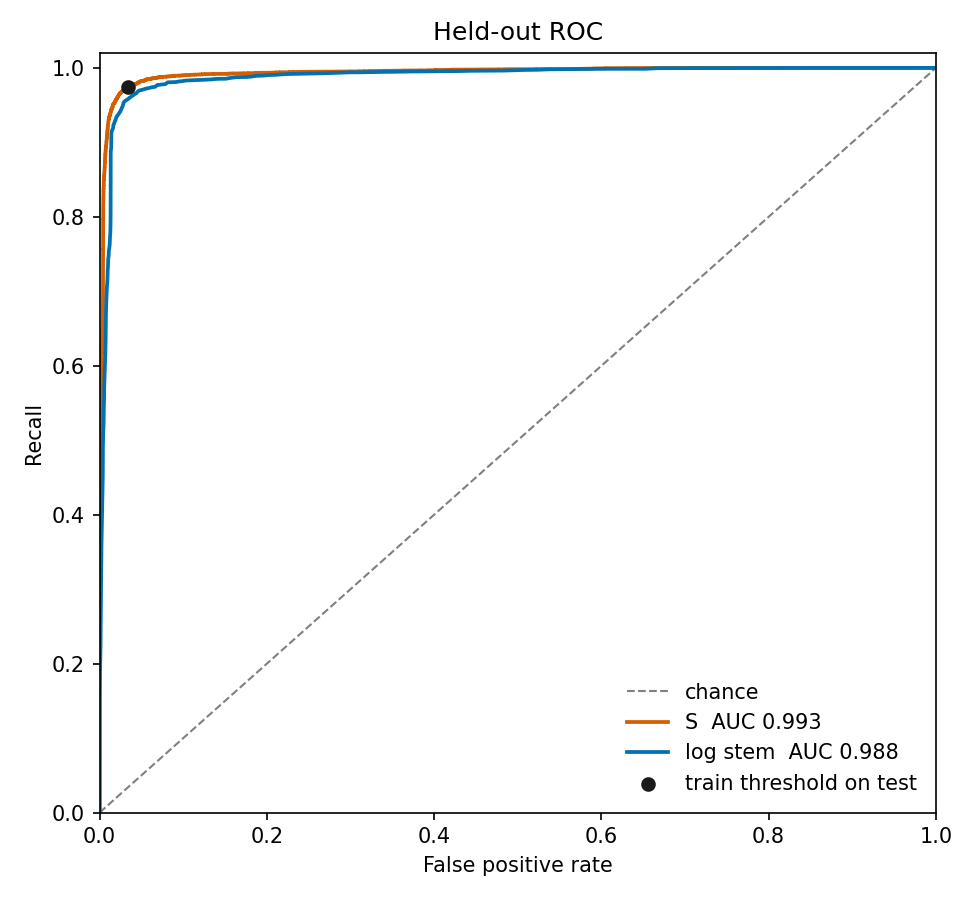 Held-out ROC
1.0
0.8
0.6
0.4
0.2
0.0
Recall
0.0 0.2 0.4 0.6 0.8 1.0
False positive rate
chance
S AUC 0.993
log stem AUC 0.988
train threshold on test